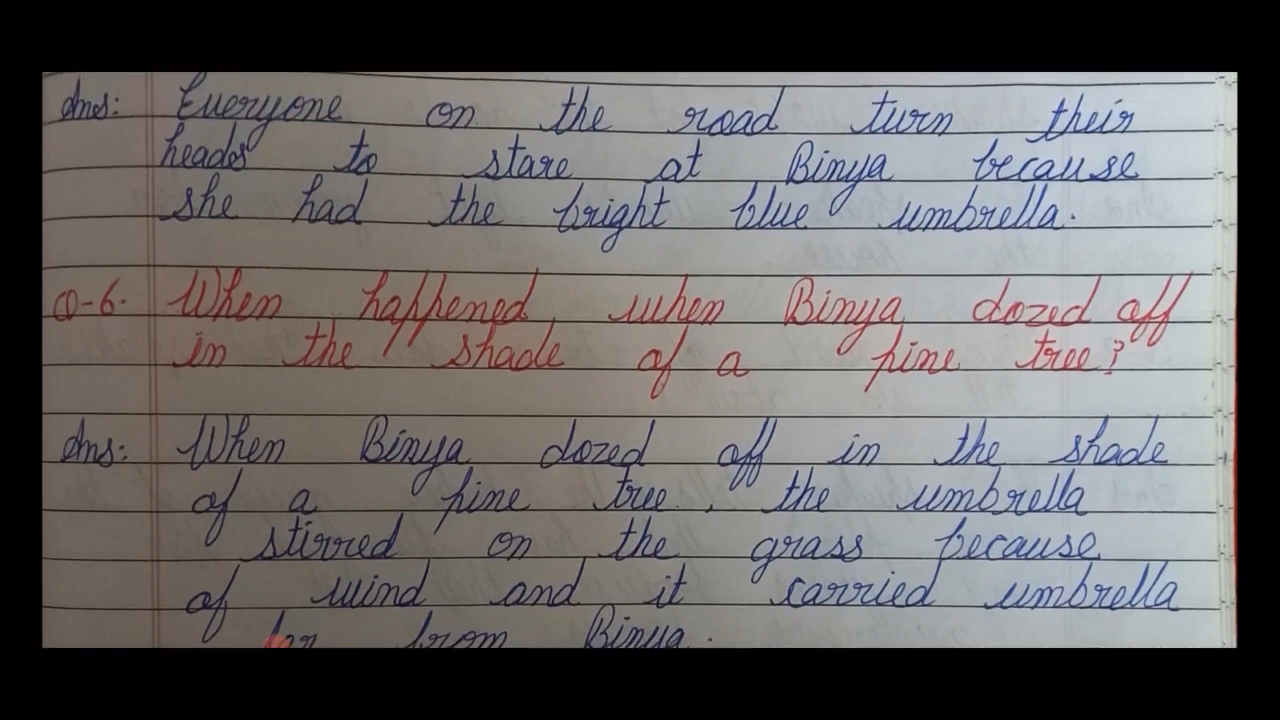 Ans: Everyone on the road turn their
heads to stare at Binya because
she had the bright blue umbrella.
Q-6. When happened, when Binya dozed off
in the shade of a pine tree?
Ans: When Binya dozed off in the shade
of a pine tree, the umbrella
stirred on the grass because
of wind and it carried umbrella
far from Binya.